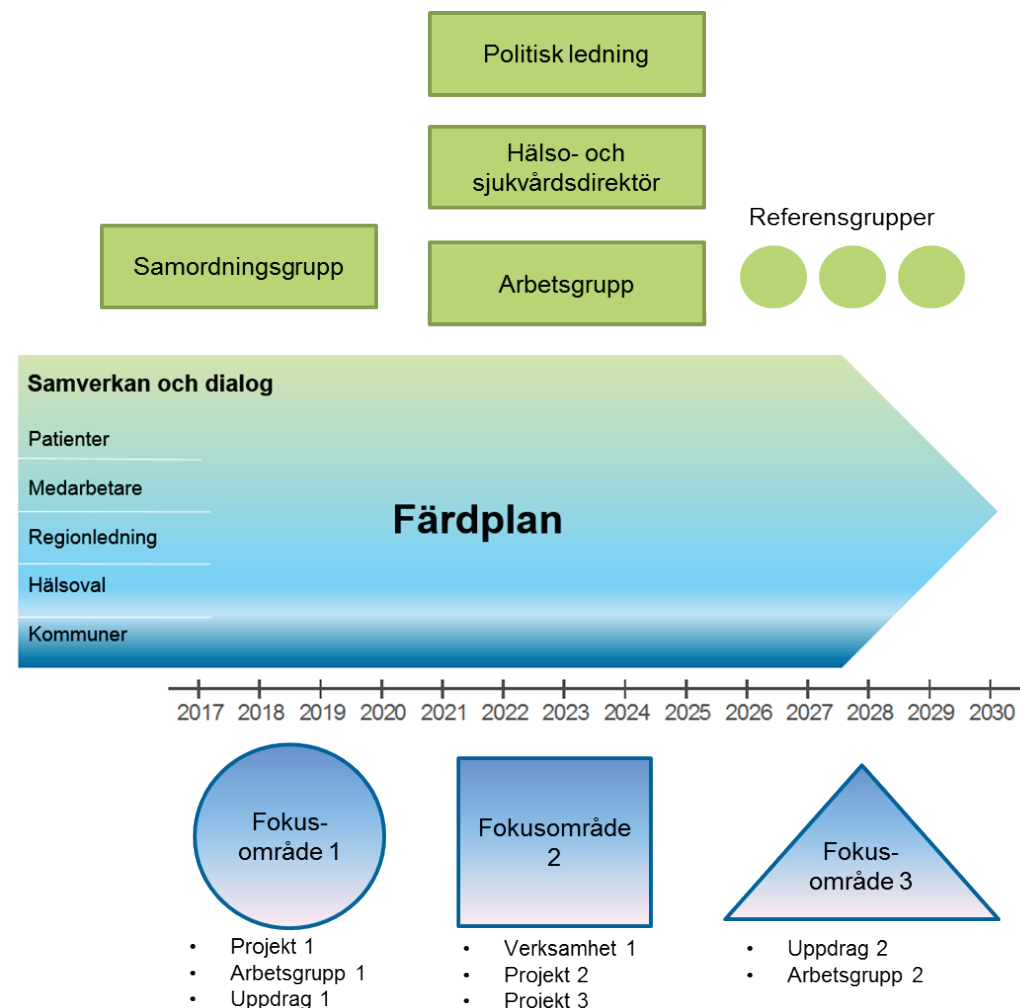 Politisk ledning
Hälso- och
sjukvårdsdirektör
Referensgrupper
Samordningsgrupp
Arbetsgrupp
Samverkan och dialog
Patienter
Medarbetare
Färdplan
Regionledning
Hälsoval
Kommuner
2017 2018 2019 2020 2021 2022 2023 2024 2025 2026 2027 2028 2029 2030
Fokus-
område 1
Fokusområde
2
Fokus-
område 3
• Projekt 1
• Arbetsgrupp 1
• Uppdrag 1
• Verksamhet 1
• Projekt 2
• Projekt 3
• Uppdrag 2
• Arbetsgrupp 2